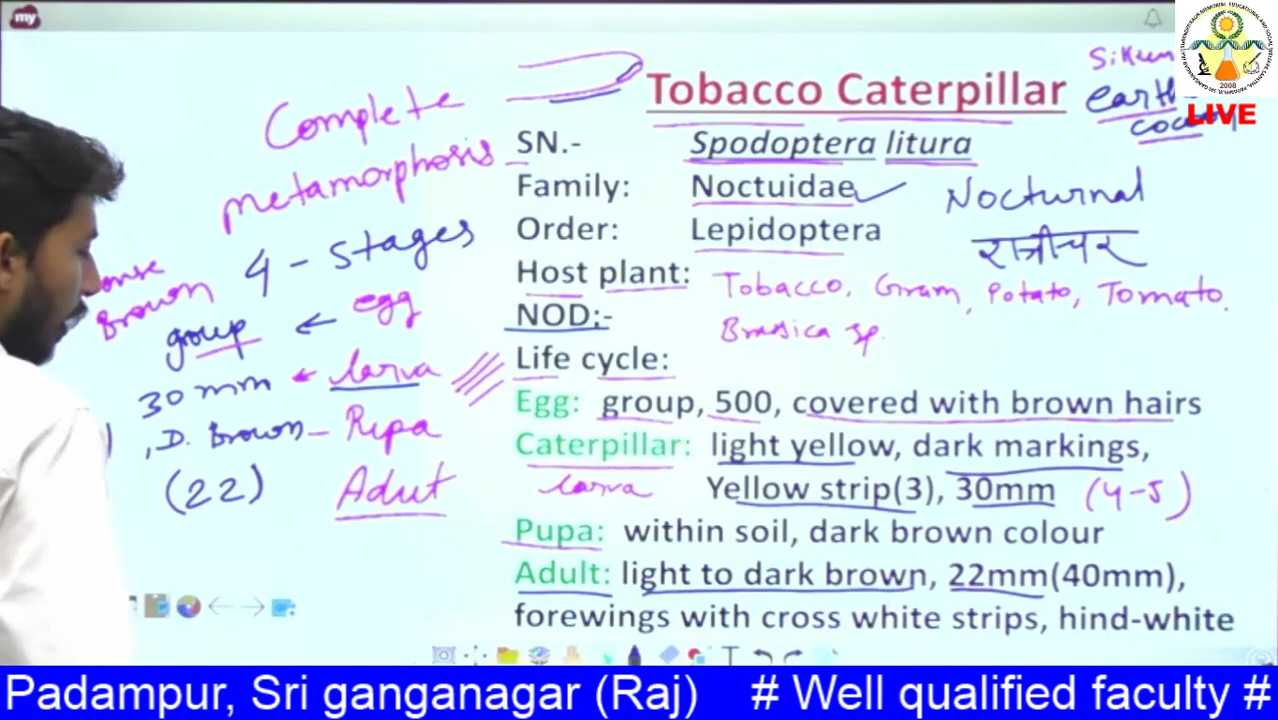 my
Tobacco Caterpillar
earth
LIVE
Complete
metamorphosis
4 - Stages
Brown
group ← egg
30 mm ← larva
, D. Brown - Pupa
(22) Adut
SN.- Spodoptera litura
Family: Noctuidae Nocturnal
रात्रीचर
Order: Lepidoptera
Host plant: Tobacco, Gram, Potato, Tomato.
NOD:- Brassica sp.
Life cycle:
Egg: group, 500, covered with brown hairs
Caterpillar: light yellow, dark markings,
larva Yellow strip(3), 30mm (4-5)
Pupa: within soil, dark brown colour
Adult: light to dark brown, 22mm(40mm),
forewings with cross white strips, hind-white
2008
Padampur, Sri ganganagar (Raj) # Well qualified faculty #